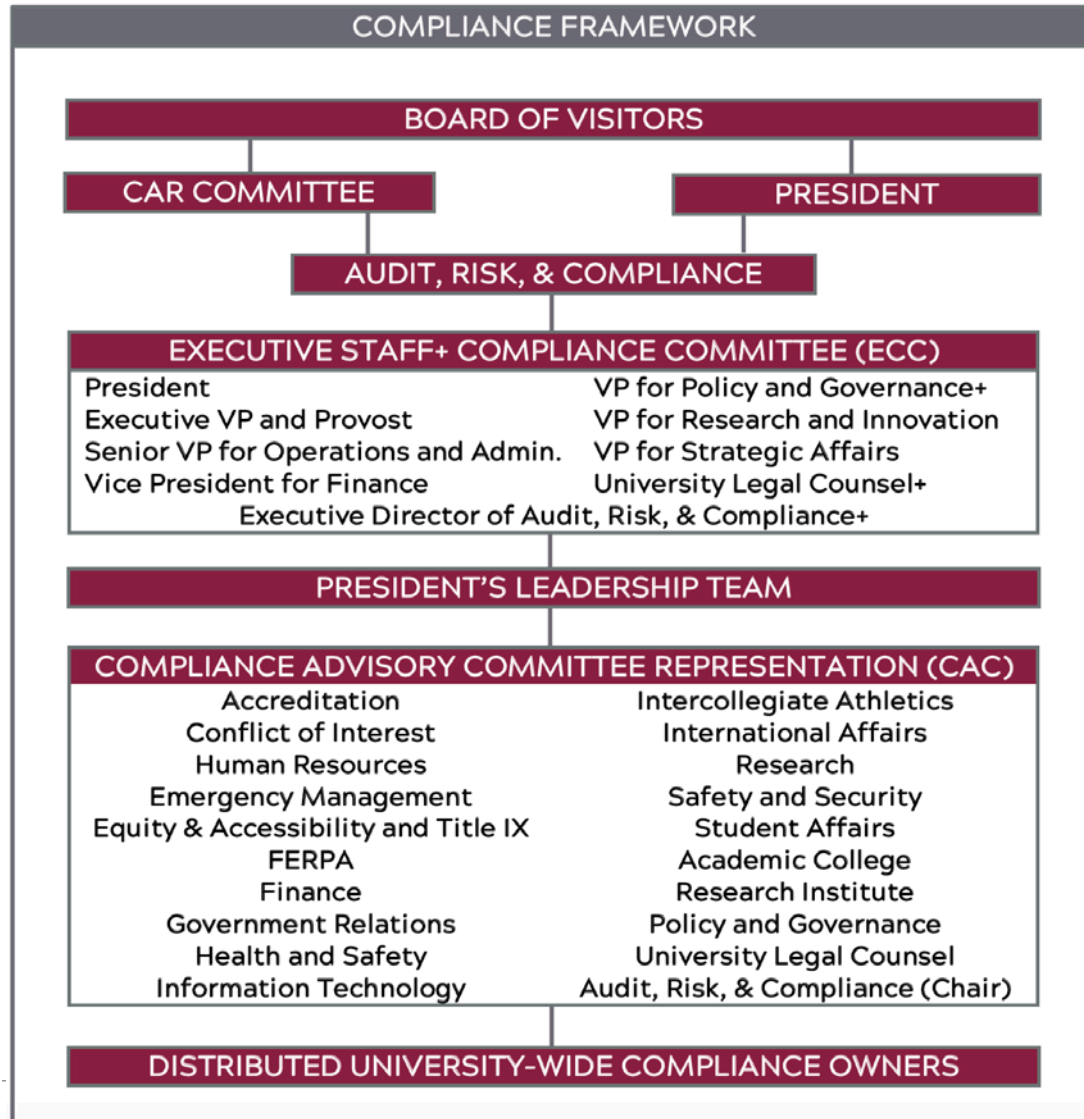 COMPLIANCE FRAMEWORK
BOARD OF VISITORS
CAR COMMITTEE
PRESIDENT
AUDIT, RISK, & COMPLIANCE
EXECUTIVE STAFF+ COMPLIANCE COMMITTEE (ECC)
President
Executive VP and Provost
Senior VP for Operations and Admin.
Vice President for Finance
VP for Policy and Governance+
VP for Research and Innovation
VP for Strategic Affairs
University Legal Counsel+
Executive Director of Audit, Risk, & Compliance+
PRESIDENT'S LEADERSHIP TEAM
COMPLIANCE ADVISORY COMMITTEE REPRESENTATION (CAC)
Accreditation
Conflict of Interest
Human Resources
Emergency Management
Equity & Accessibility and Title IX
FERPA
Finance
Government Relations
Health and Safety
Information Technology
Intercollegiate Athletics
International Affairs
Research
Safety and Security
Student Affairs
Academic College
Research Institute
Policy and Governance
University Legal Counsel
Audit, Risk, & Compliance (Chair)
DISTRIBUTED UNIVERSITY-WIDE COMPLIANCE OWNERS